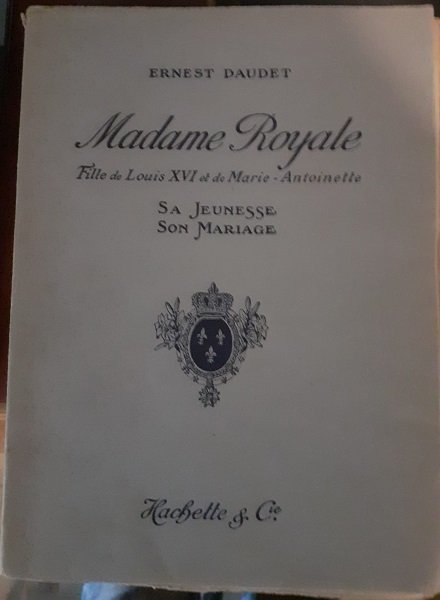 ERNEST DAUDET
Madame Royale
Fille de Louis XVI et de Marie-Antoinette
SA JEUNESSE
SON MARIAGE
Hachette & Cie.